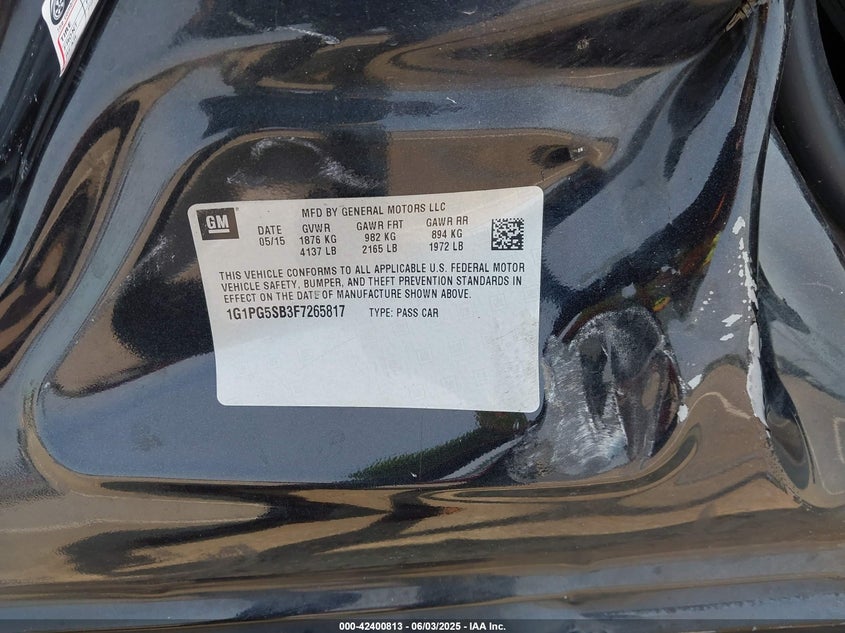 TIRE
GM
MFD BY GENERAL MOTORS LLC
DATE GVWR GAWR FRT GAWR RR
05/15 1876 KG 982 KG 894 KG
4137 LB 2165 LB 1972 LB
THIS VEHICLE CONFORMS TO ALL APPLICABLE U.S. FEDERAL MOTOR
VEHICLE SAFETY, BUMPER, AND THEFT PREVENTION STANDARDS IN
EFFECT ON THE DATE OF MANUFACTURE SHOWN ABOVE.
1G1PG5SB3F7265817 TYPE: PASS CAR
000-42400813 - 06/03/2025 - IAA Inc.